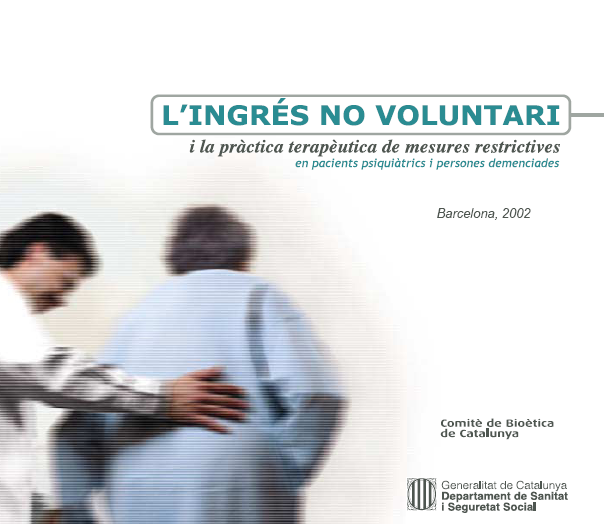 L'INGRÉS NO VOLUNTARI
i la pràctica terapèutica de mesures restrictives
en pacients psiquiàtrics i persones demenciades
Barcelona, 2002
Comitè de Bioètica
de Catalunya
Generalitat de Catalunya
Departament de Sanitat
i Seguretat Social